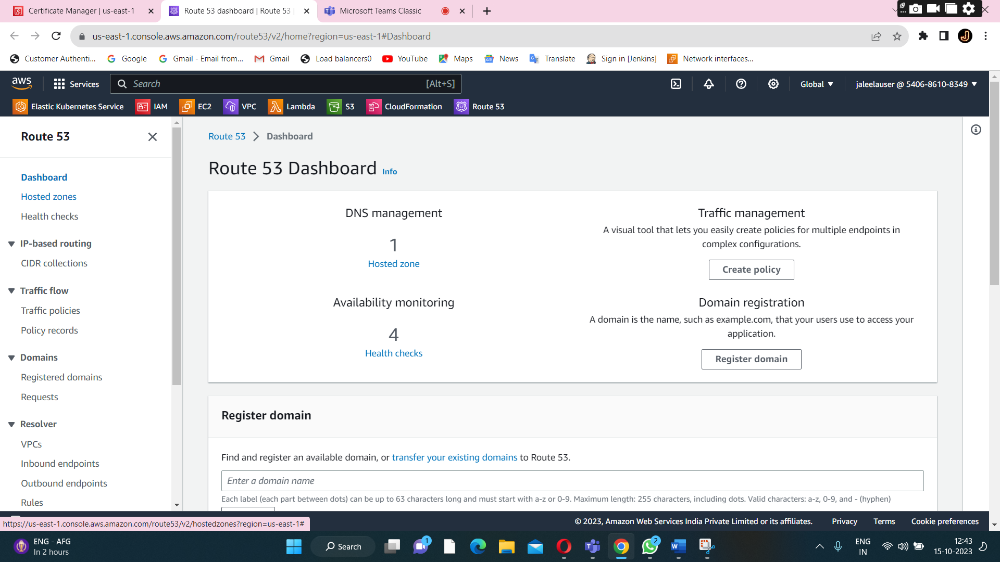 Certificate Manager | us-east-1
Route 53 dashboard | Route 53 |
Microsoft Teams Classic
us-east-1.console.aws.amazon.com/route53/v2/home?region=us-east-1#Dashboard
Customer Authenti...
Google
Gmail - Email from...
Gmail
Load balancers0
YouTube
Maps
News
Translate
Sign in [Jenkins]
Network interfaces...
aws
Services
Search
[Alt+S]
Global
jaleelauser @ 5406-8610-8349
Elastic Kubernetes Service
IAM
EC2
VPC
Lambda
S3
CloudFormation
Route 53
Route 53
Dashboard
Hosted zones
Health checks
IP-based routing
CIDR collections
Traffic flow
Traffic policies
Policy records
Domains
Registered domains
Requests
Resolver
VPCs
Inbound endpoints
Outbound endpoints
Rules
Route 53 > Dashboard
Route 53 Dashboard Info
DNS management
1
Hosted zone
Traffic management
A visual tool that lets you easily create policies for multiple endpoints in
complex configurations.
Create policy
Availability monitoring
4
Health checks
Domain registration
A domain is the name, such as example.com, that your users use to access your
application.
Register domain
Register domain
Find and register an available domain, or transfer your existing domains to Route 53.
Enter a domain name
Each label (each part between dots) can be up to 63 characters long and must start with a-z or 0-9. Maximum length: 255 characters, including dots. Valid characters: a-z, 0-9, and - (hyphen)
https://us-east-1.console.aws.amazon.com/route53/v2/hostedzones?region=us-east-1#
© 2023, Amazon Web Services India Private Limited or its affiliates.
Privacy
Terms
Cookie preferences
ENG - AFG
In 2 hours
Search
1
2
ENG
IN
12:43
15-10-2023